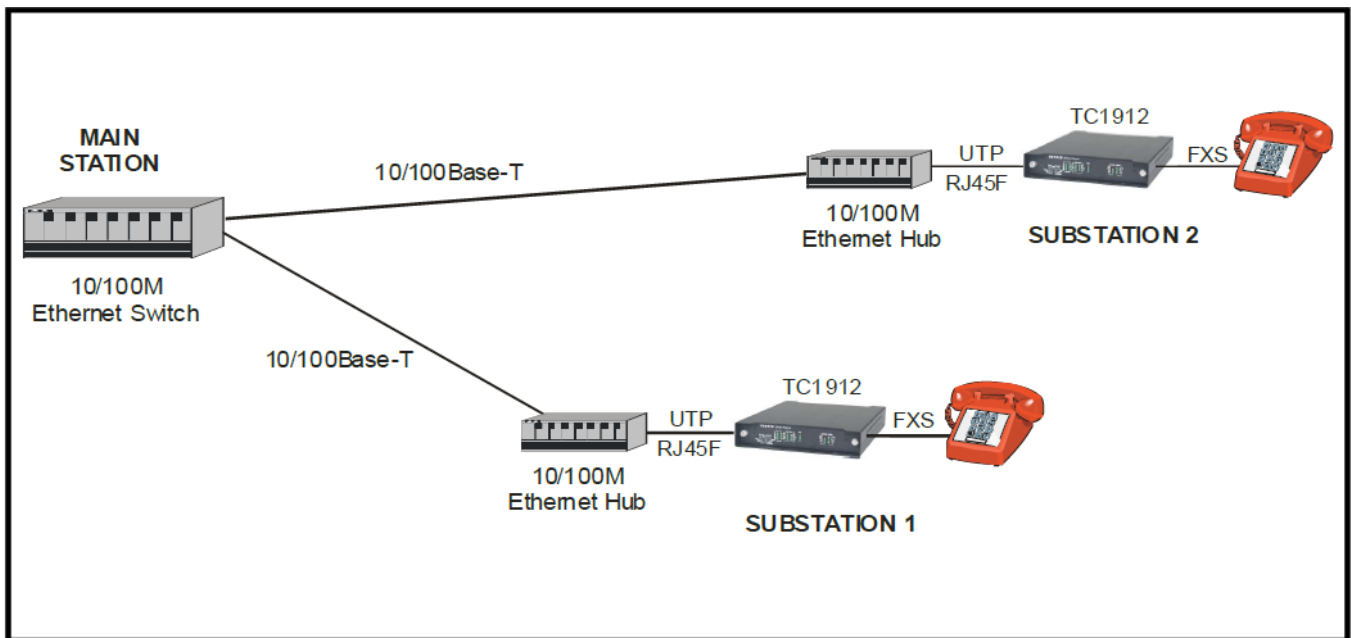 MAIN
STATION
10/100M
Ethernet Switch
10/100Base-T
10/100Base-T
10/100M
Ethernet Hub
UTP
RJ45F
TC1912
FXS
SUBSTATION 2
10/100M
Ethernet Hub
UTP
RJ45F
TC1912
FXS
SUBSTATION 1